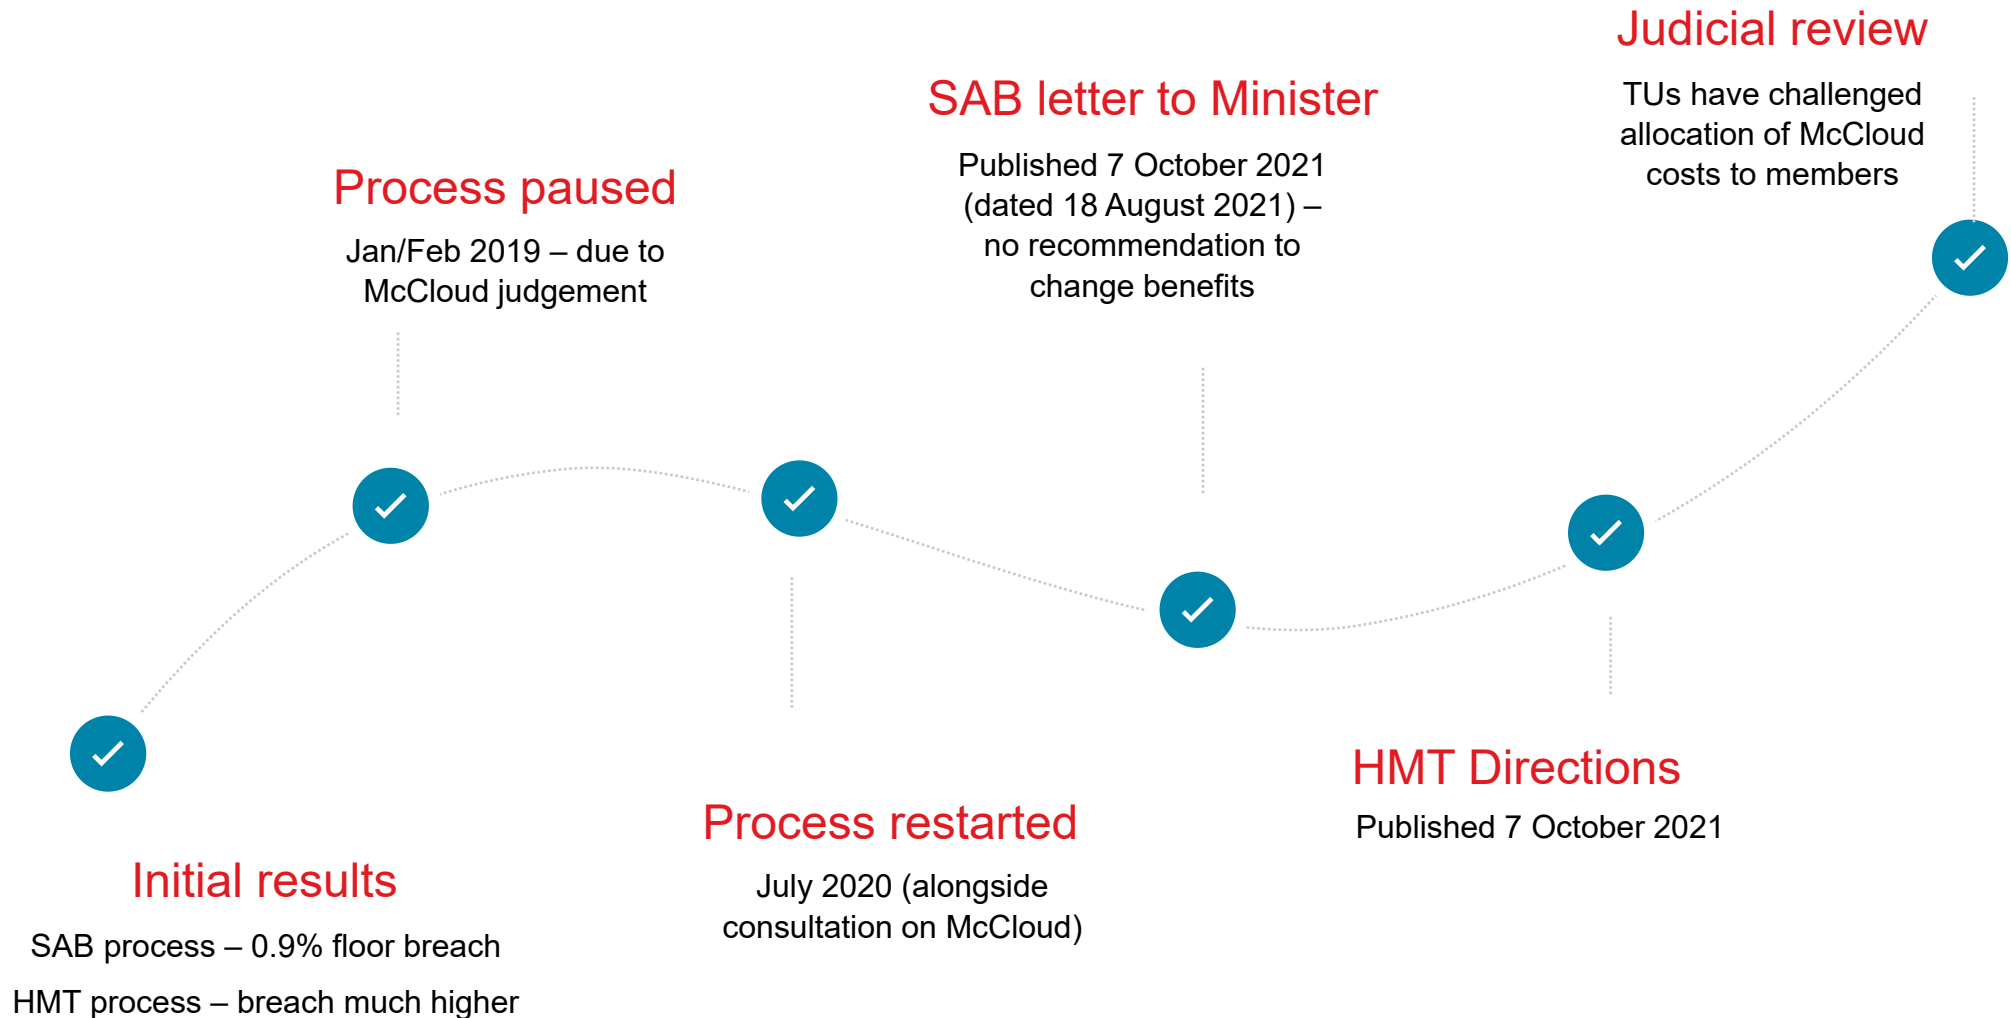 Initial results
SAB process – 0.9% floor breach
HMT process – breach much higher
Process paused
Jan/Feb 2019 – due to
McCloud judgement
Process restarted
July 2020 (alongside
consultation on McCloud)
SAB letter to Minister
Published 7 October 2021
(dated 18 August 2021) –
no recommendation to
change benefits
HMT Directions
Published 7 October 2021
Judicial review
TUs have challenged
allocation of McCloud
costs to members